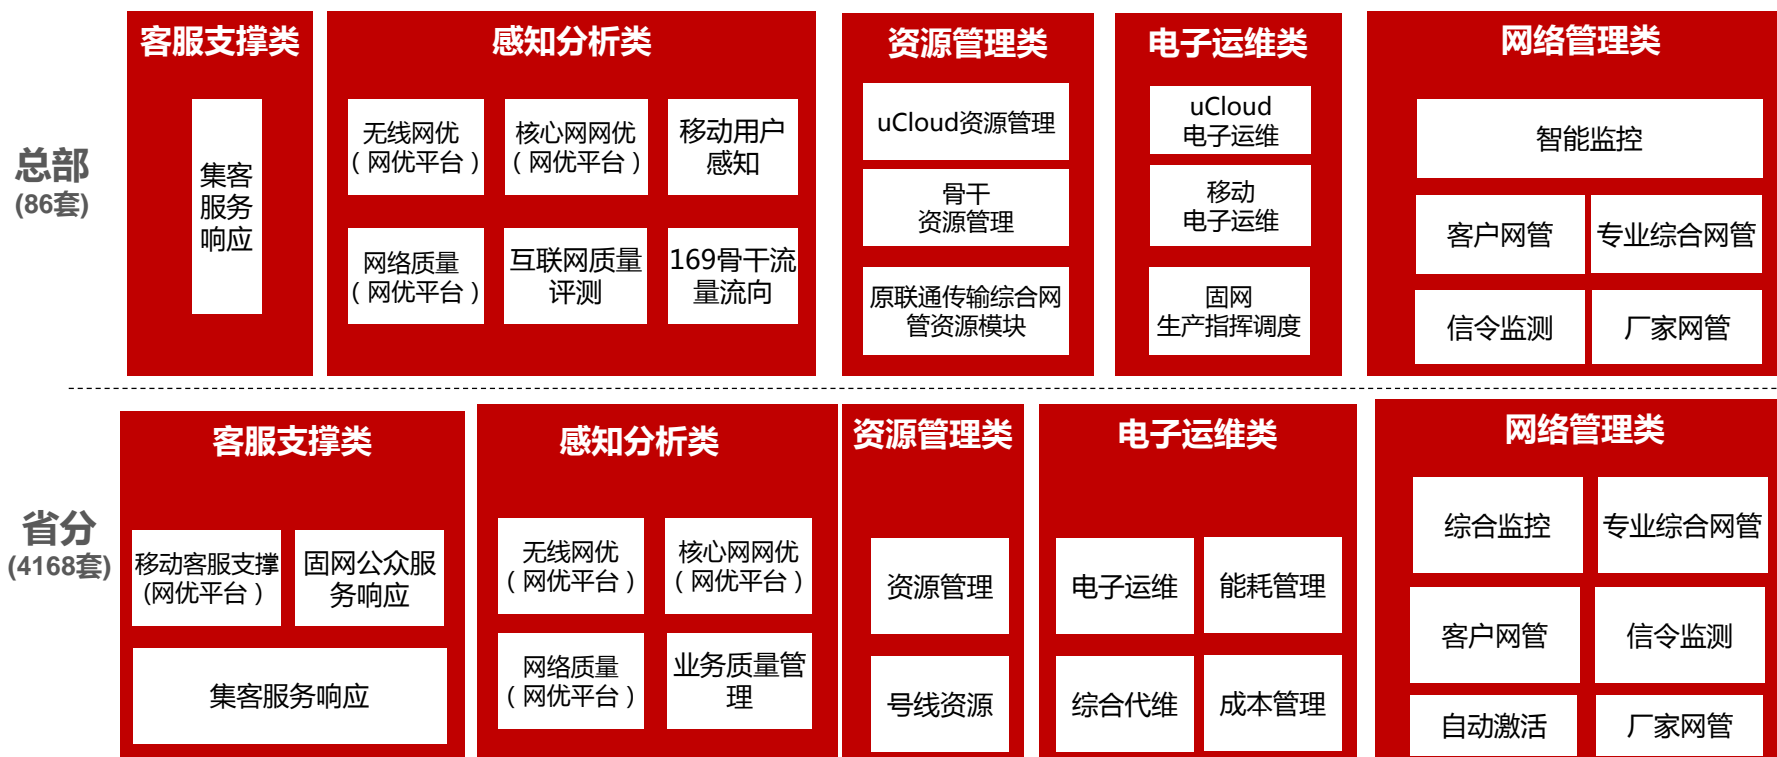 客服支撑类
感知分析类
资源管理类
电子运维类
网络管理类
总部
(86套)
集客
服务
响应
无线网优
（网优平台）
核心网网优
（网优平台）
移动用户
感知
网络质量
（网优平台）
互联网质量
评测
169骨干流
量流向
uCloud资源管理
骨干
资源管理
原联通传输综合网
管资源模块
uCloud
电子运维
移动
电子运维
固网
生产指挥调度
智能监控
客户网管
专业综合网管
信令监测
厂家网管
客服支撑类
感知分析类
资源管理类
电子运维类
网络管理类
省分
(4168套)
移动客服支撑
(网优平台）
固网公众服
务响应
集客服务响应
无线网优
（网优平台）
核心网网优
（网优平台）
网络质量
（网优平台）
业务质量管
理
资源管理
号线资源
电子运维
能耗管理
综合代维
成本管理
综合监控
专业综合网管
客户网管
信令监测
自动激活
厂家网管